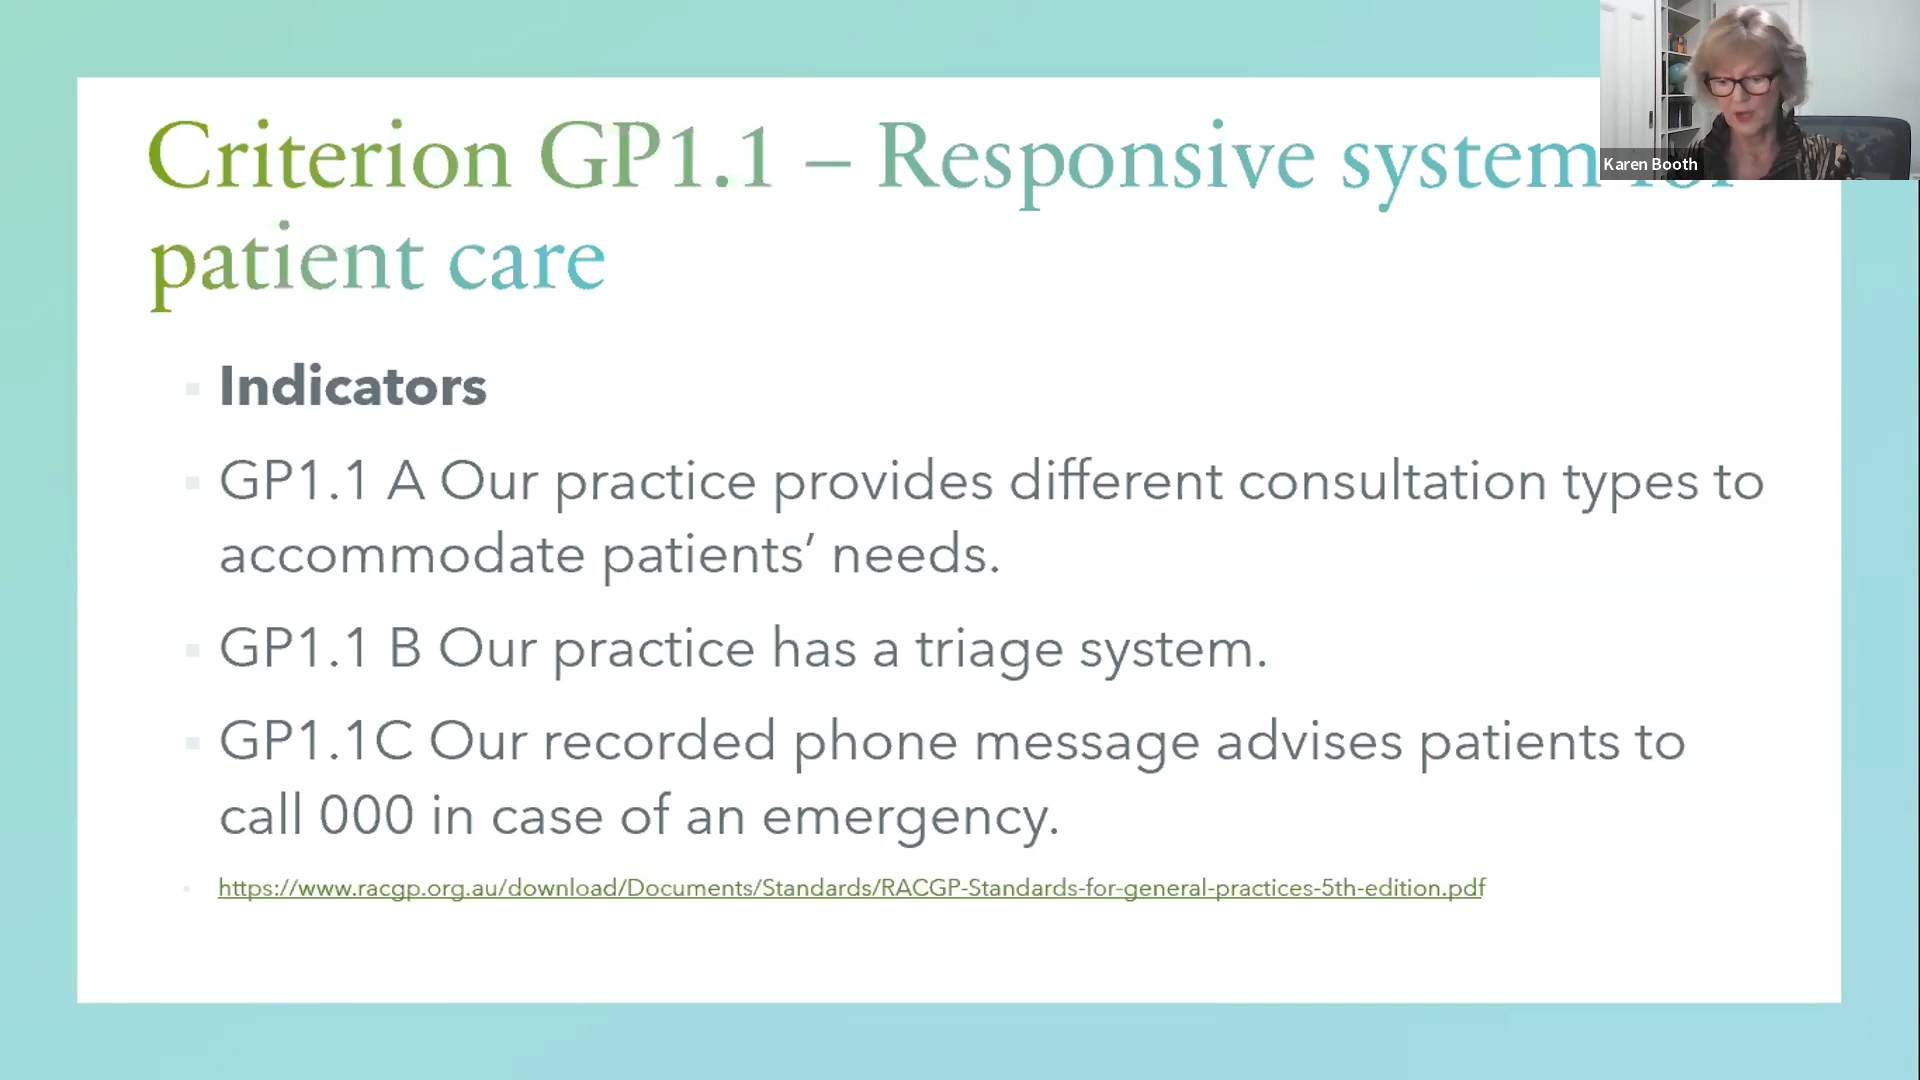 Criterion GP1.1 – Responsive system for
patient care
Karen Booth
Indicators
GP1.1 A Our practice provides different consultation types to
accommodate patients’ needs.
GP1.1 B Our practice has a triage system.
GP1.1C Our recorded phone message advises patients to
call 000 in case of an emergency.
https://www.racgp.org.au/download/Documents/Standards/RACGP-Standards-for-general-practices-5th-edition.pdf